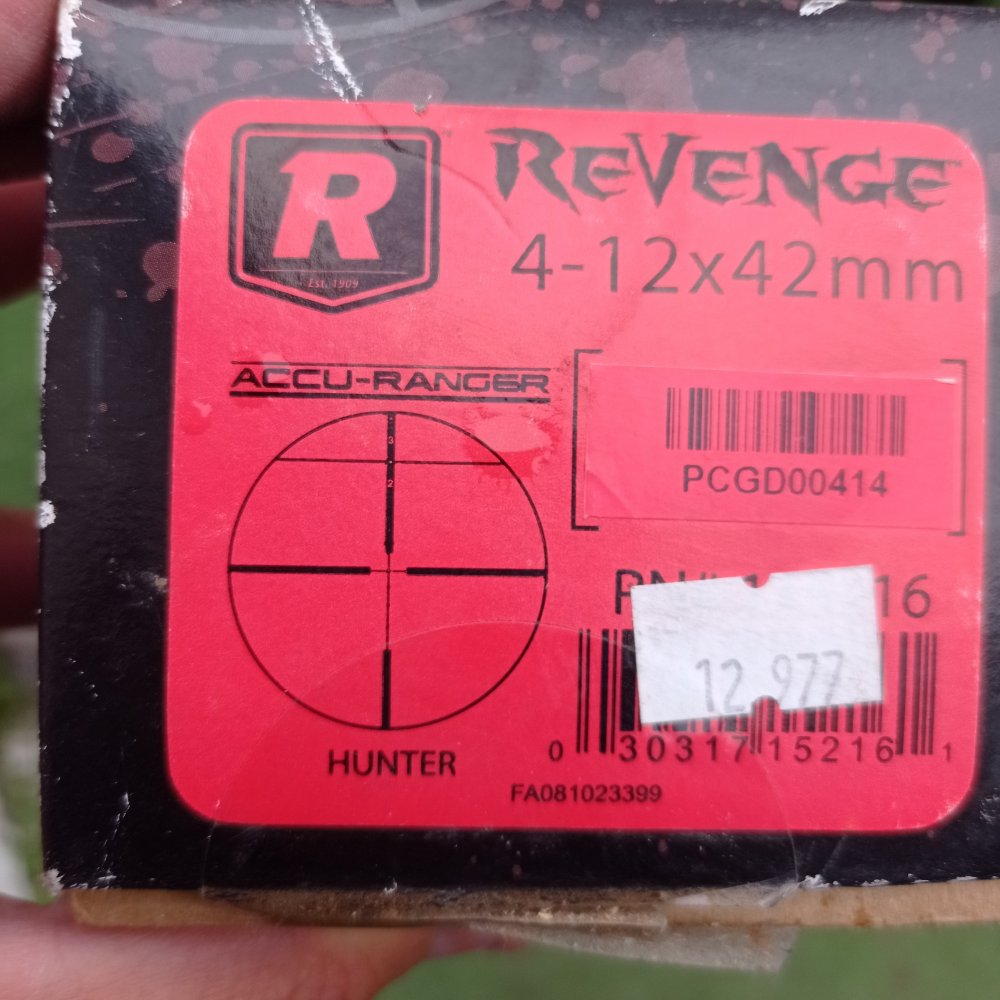 R
Est. 1909
REVENGE
4-12x42mm
ACCU-RANGER
3
2
PCGD00414
16
12 977
0 30317 15216 1
HUNTER
FA081023399